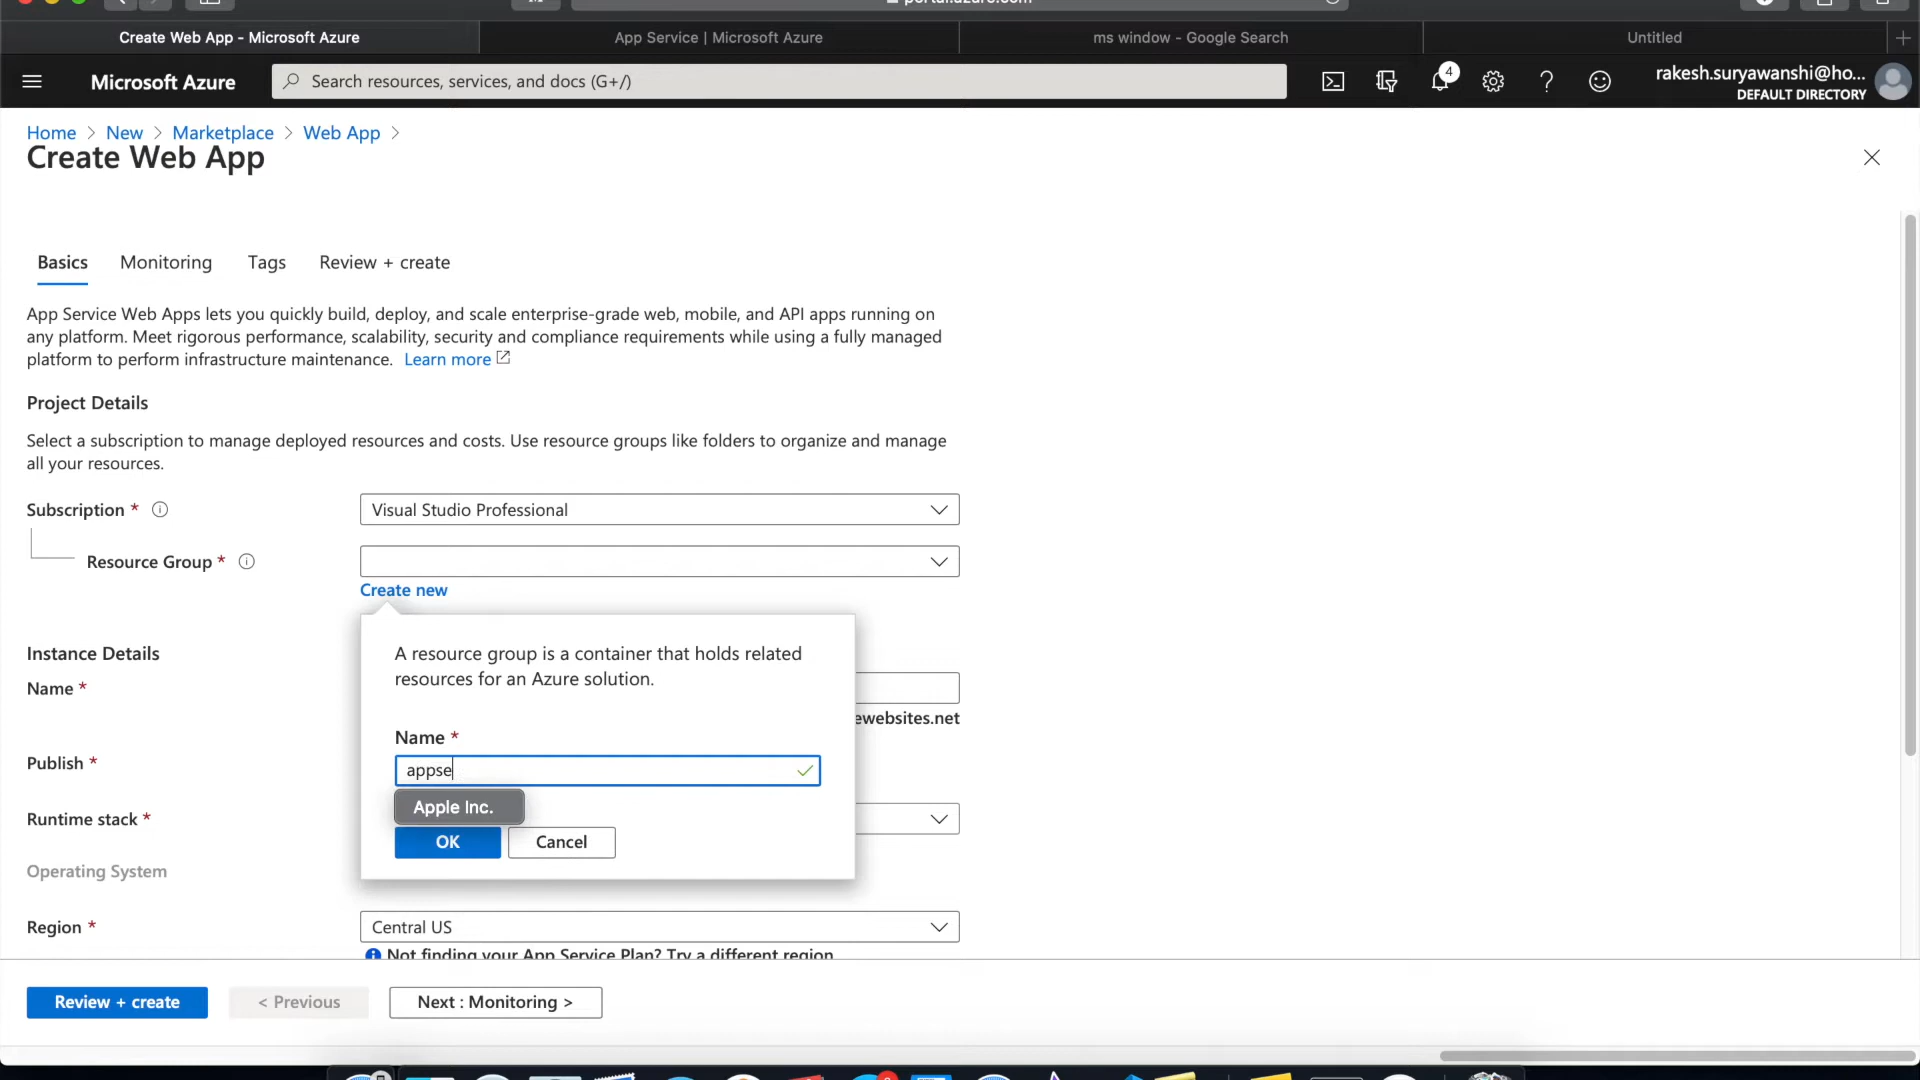 Create Web App - Microsoft Azure
App Service | Microsoft Azure
ms window - Google Search
Untitled
Microsoft Azure
Search resources, services, and docs (G+/)
4
rakesh.suryawanshi@ho...
DEFAULT DIRECTORY
Home > New > Marketplace > Web App >
Create Web App
Basics
Monitoring
Tags
Review + create
App Service Web Apps lets you quickly build, deploy, and scale enterprise-grade web, mobile, and API apps running on
any platform. Meet rigorous performance, scalability, security and compliance requirements while using a fully managed
platform to perform infrastructure maintenance. Learn more
Project Details
Select a subscription to manage deployed resources and costs. Use resource groups like folders to organize and manage
all your resources.
Subscription *
Visual Studio Professional
Resource Group *
Create new
A resource group is a container that holds related
resources for an Azure solution.
Name *
appse
Apple Inc.
OK
Cancel
Instance Details
Name *
ewebsites.net
Publish *
Runtime stack *
Operating System
Region *
Central US
Not finding your App Service Plan? Try a different region
Review + create
< Previous
Next : Monitoring >